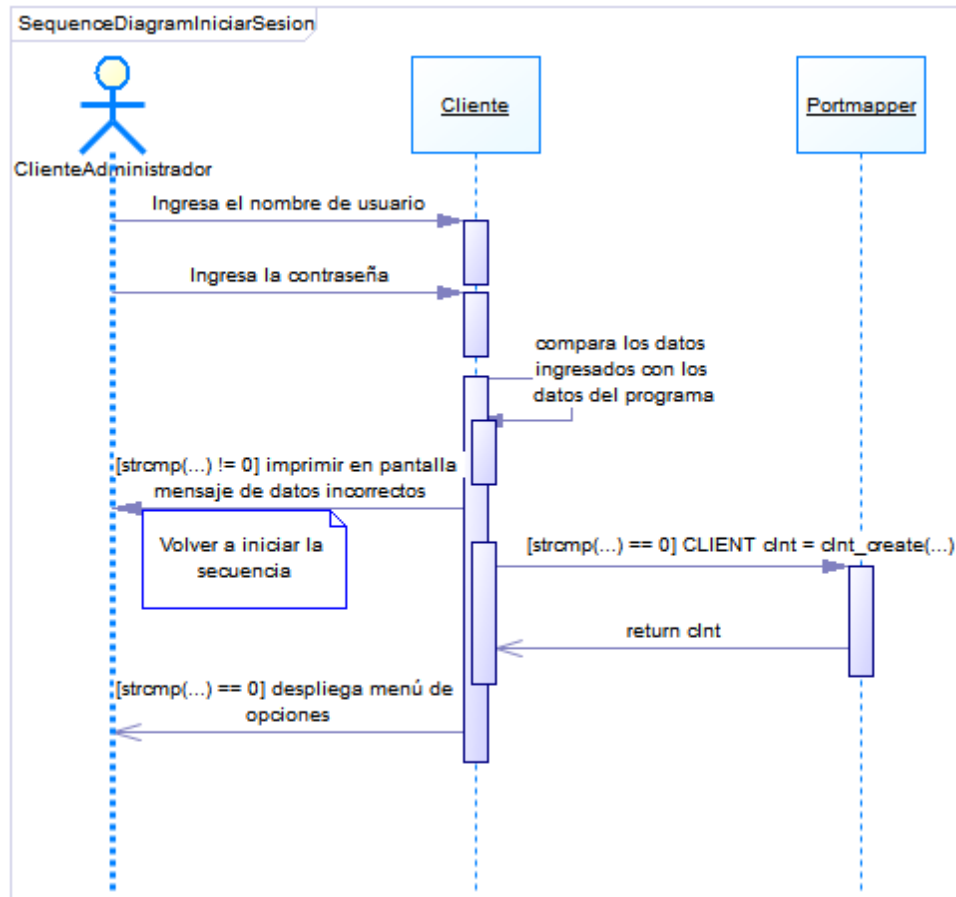 SequenceDiagramIniciarSesion
Cliente
Portmapper
ClienteAdministrador
Ingresa el nombre de usuario
Ingresa la contraseña
compara los datos
ingresados con los
datos del programa
[strcmp(...) != 0] imprimir en pantalla
mensaje de datos incorrectos
Volver a iniciar la
secuencia
[strcmp(...) == 0] CLIENT clnt = clnt_create(...)
return clnt
[strcmp(...) == 0] despliega menú de
opciones